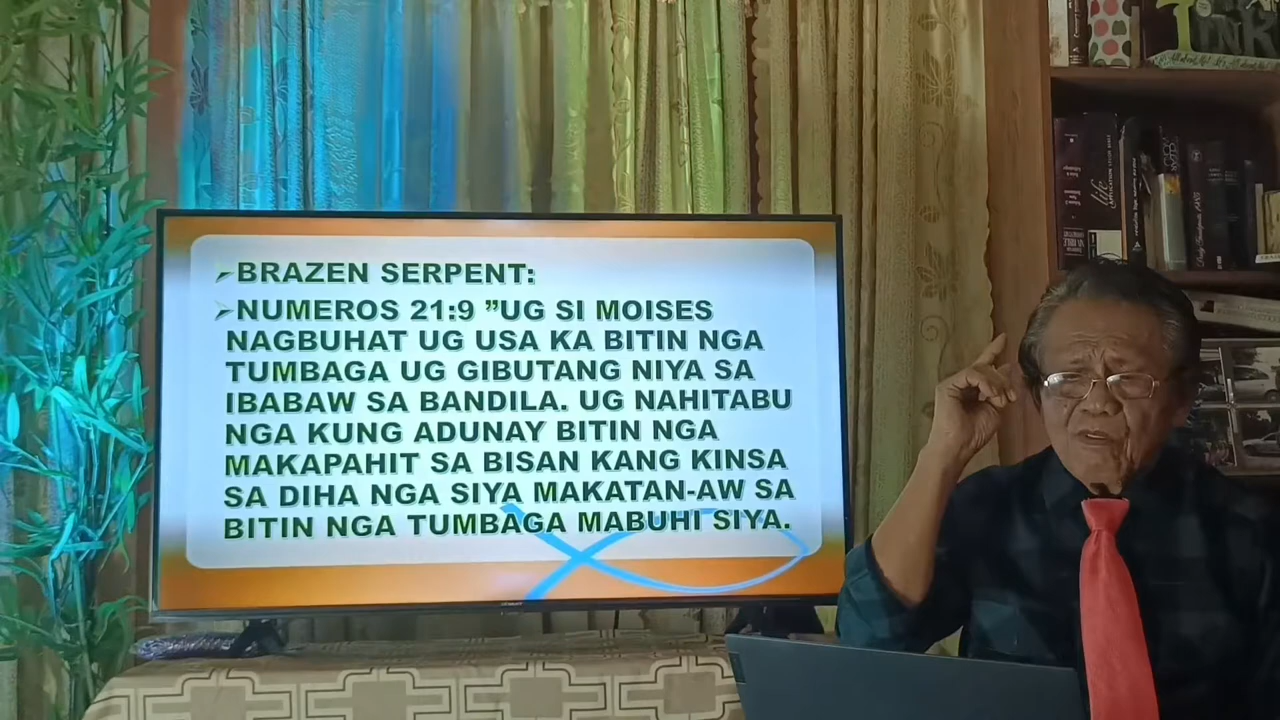 BRAZEN SERPENT:
NUMEROS 21:9 ”UG SI MOISES
NAGBUHAT UG USA KA BITIN NGA
TUMBAGA UG GIBUTANG NIYA SA
IBABAW SA BANDILA. UG NAHITABU
NGA KUNG ADUNAY BITIN NGA
MAKAPAHIT SA BISAN KANG KINSA
SA DIHA NGA SIYA MAKATAN-AW SA
BITIN NGA TUMBAGA MABUHI SIYA.
life